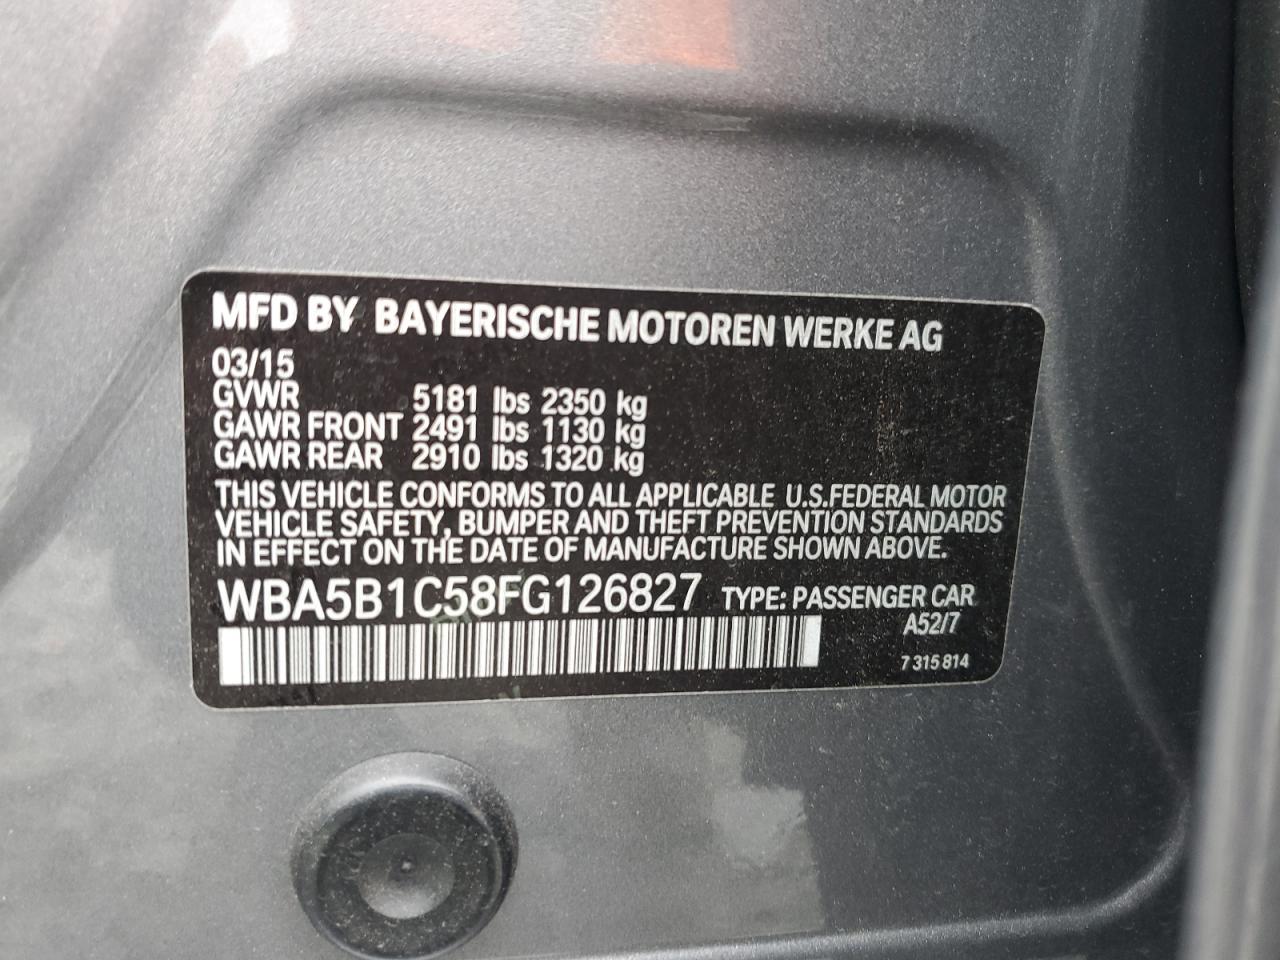 MFD BY BAYERISCHE MOTOREN WERKE AG
03/15
GVWR 5181 lbs 2350 kg
GAWR FRONT 2491 lbs 1130 kg
GAWR REAR 2910 lbs 1320 kg
THIS VEHICLE CONFORMS TO ALL APPLICABLE U.S.FEDERAL MOTOR
VEHICLE SAFETY, BUMPER AND THEFT PREVENTION STANDARDS
IN EFFECT ON THE DATE OF MANUFACTURE SHOWN ABOVE.
WBA5B1C58FG126827 TYPE: PASSENGER CAR
A52/7
7 315 814